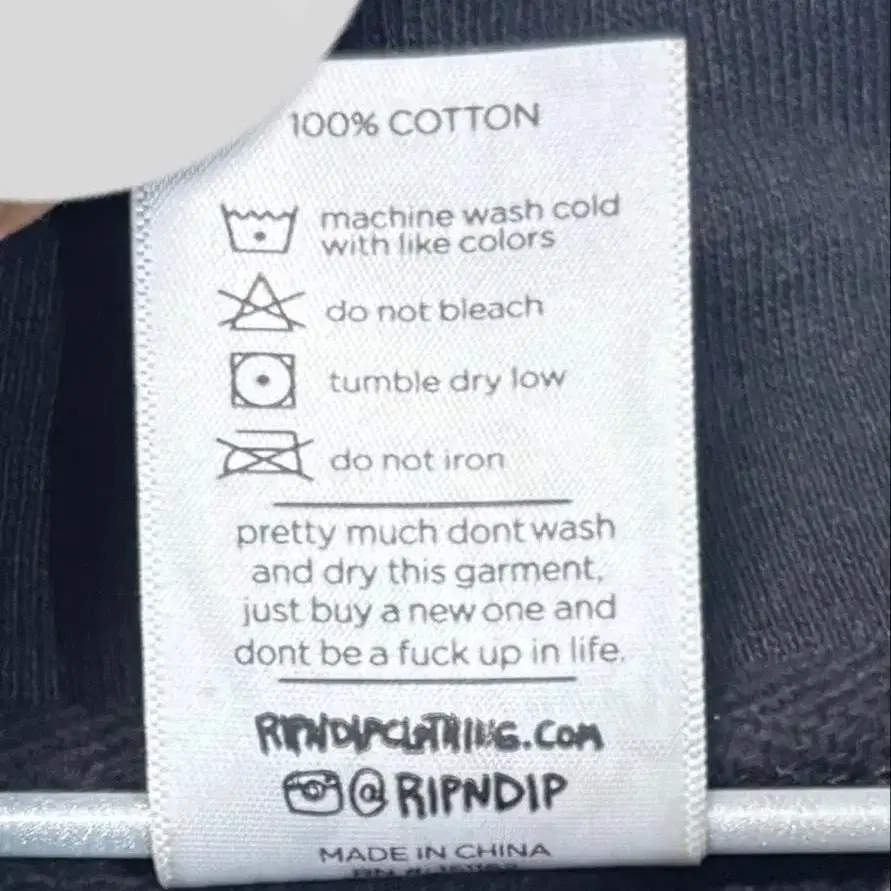 100% COTTON
machine wash cold
with like colors
do not bleach
tumble dry low
do not iron
pretty much dont wash
and dry this garment,
just buy a new one and
dont be a fuck up in life.
RIPNDIPCLOTHING.COM
@RIPNDIP
MADE IN CHINA